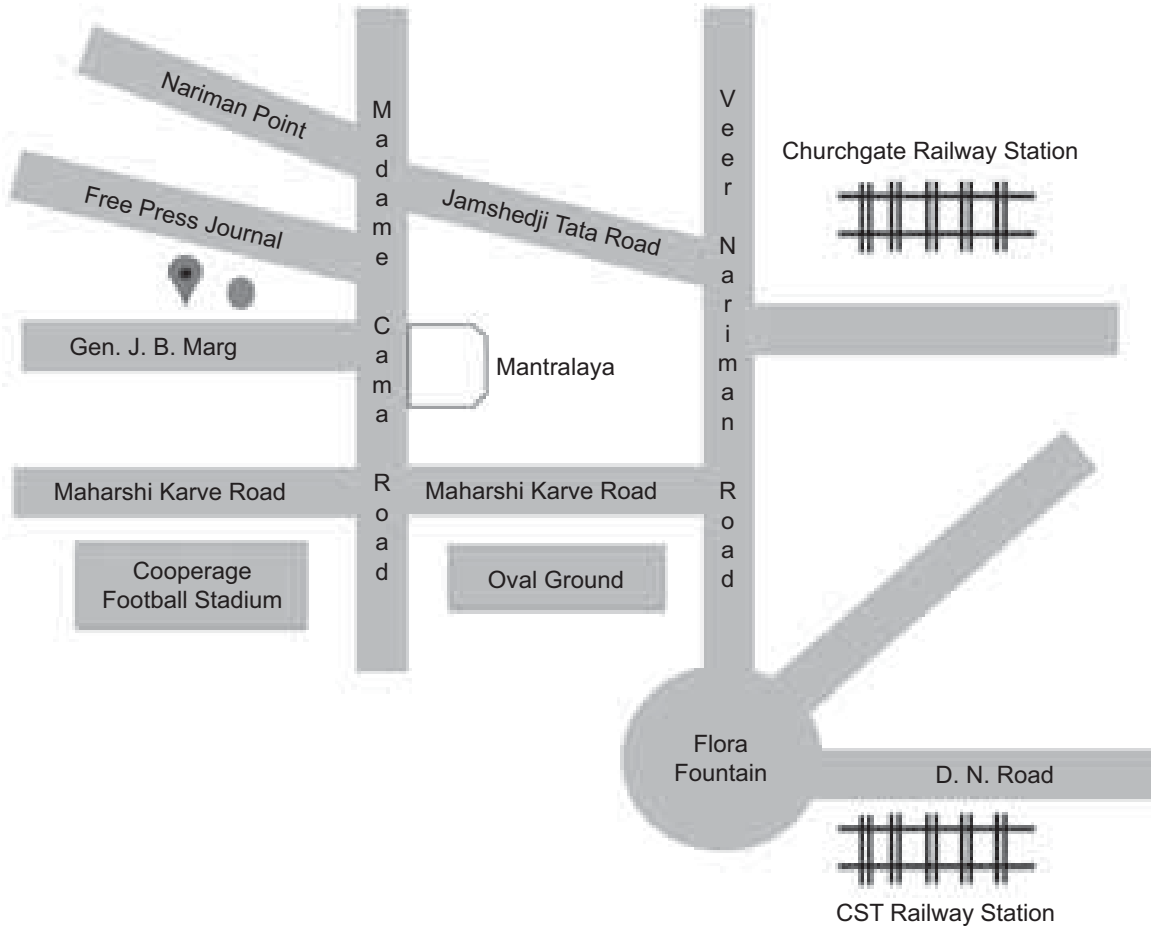 Nariman Point
Madame Cama Road
Veer Nariman Road
Churchgate Railway Station
Free Press Journal
Jamshedji Tata Road
Gen. J. B. Marg
Mantralaya
Maharshi Karve Road
Maharshi Karve Road
Cooperage
Football Stadium
Oval Ground
Flora
Fountain
D. N. Road
CST Railway Station